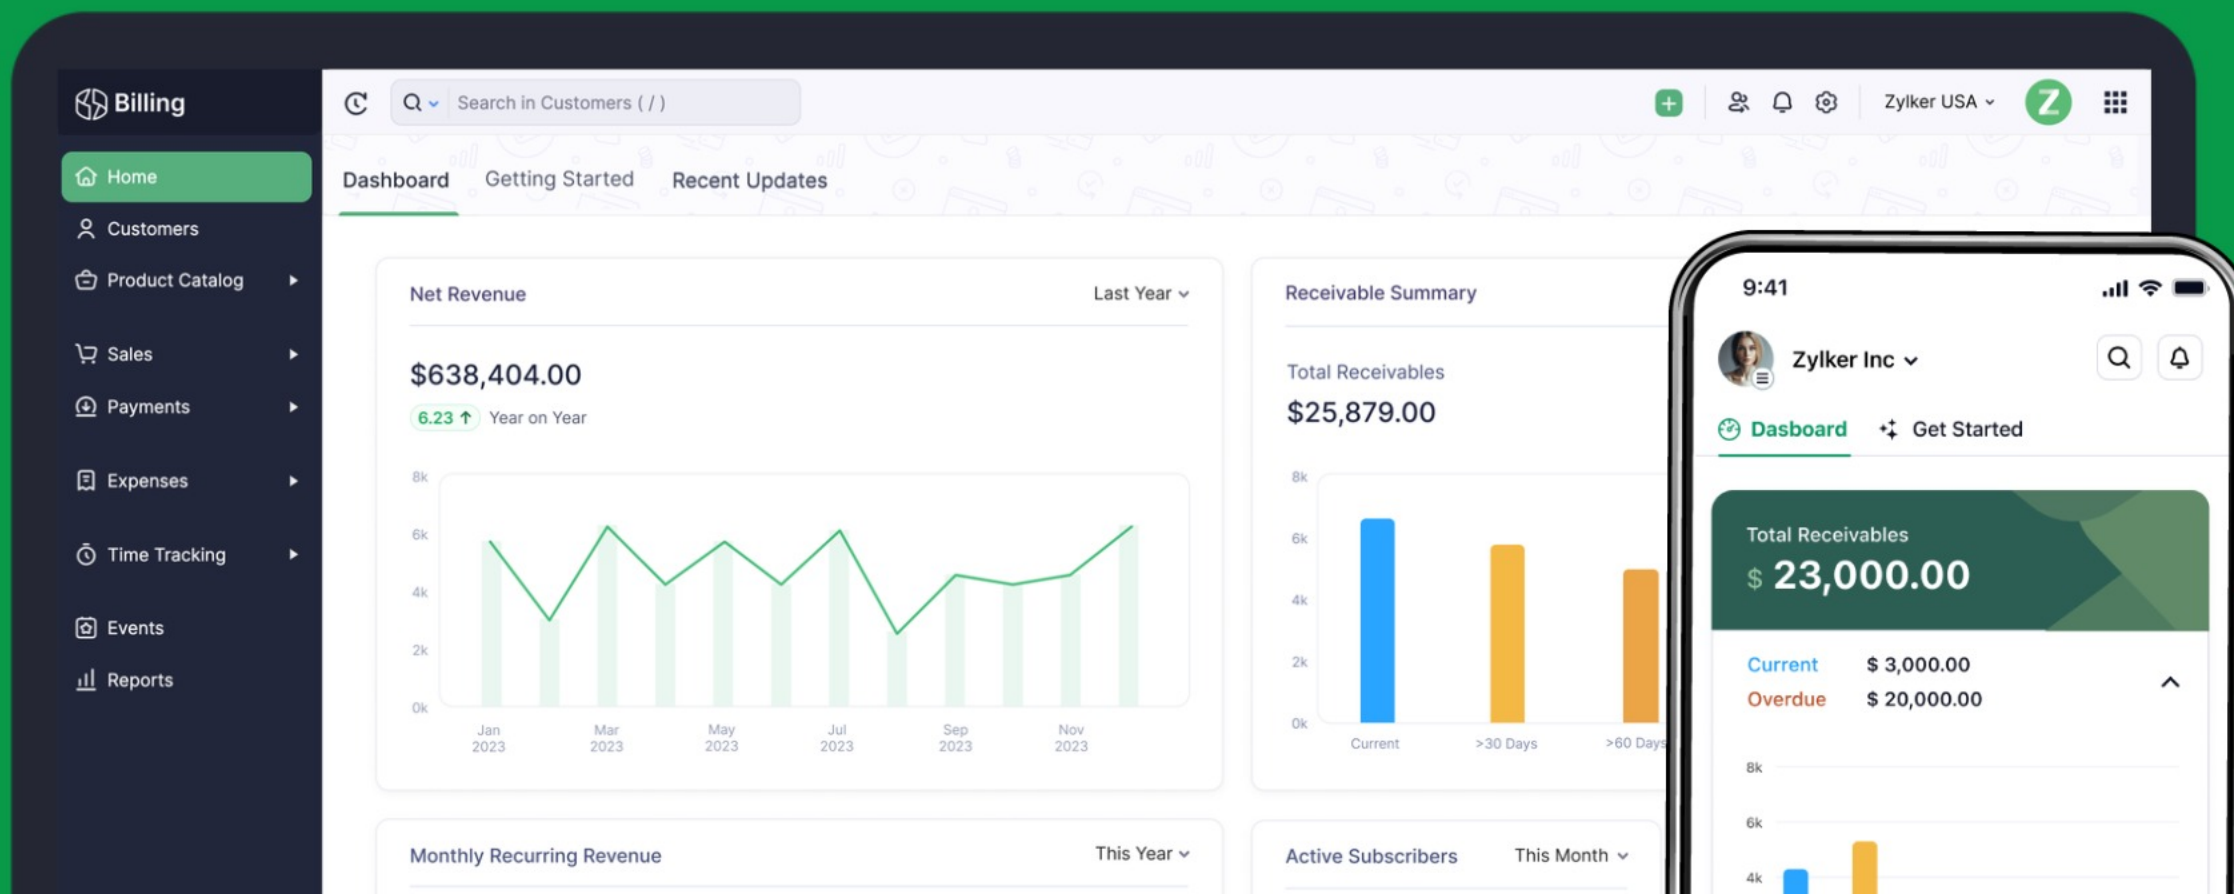 Billing
Search in Customers ( / )
Zylker USA
Z
Home
Customers
Product Catalog
Sales
Payments
Expenses
Time Tracking
Events
Reports
Dashboard
Getting Started
Recent Updates
Net Revenue
Last Year
$638,404.00
6.23 ↑ Year on Year
8k
6k
4k
2k
0k
Jan Mar May Jul Sep Nov
2023 2023 2023 2023 2023 2023
Receivable Summary
Total Receivables
$25,879.00
8k
6k
4k
2k
0k
Current >30 Days >60 Days
Monthly Recurring Revenue
This Year
Active Subscribers
This Month
9:41
Zylker Inc
Dasboard
Get Started
Total Receivables
$ 23,000.00
Current $ 3,000.00
Overdue $ 20,000.00
8k
6k
4k